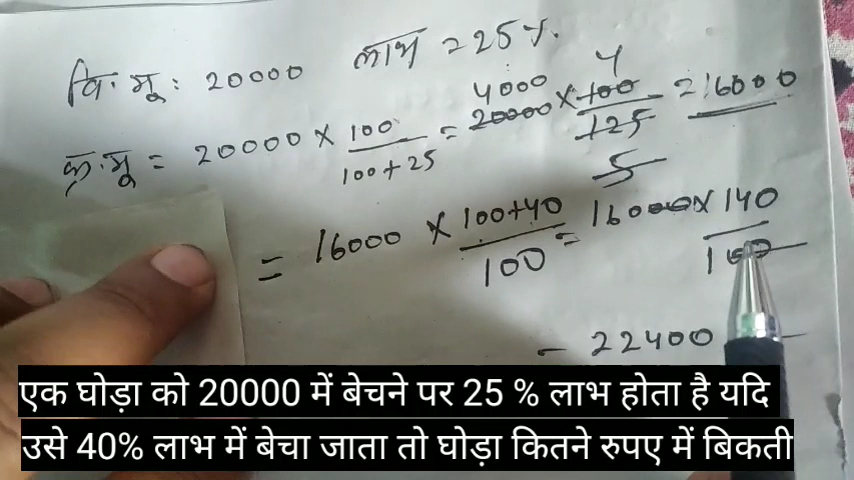 वि॰मू॰: 20000 लाभ = 25%.
4000 4
क्र॰मू = 20000 × 100/100+25 = 20000 × 100/125 = 16000
5
= 16000 × 100+40/100 = 16000 × 140/100
- 22400
एक घोड़ा को 20000 में बेचने पर 25 % लाभ होता है यदि
उसे 40% लाभ में बेचा जाता तो घोड़ा कितने रुपए में बिकती